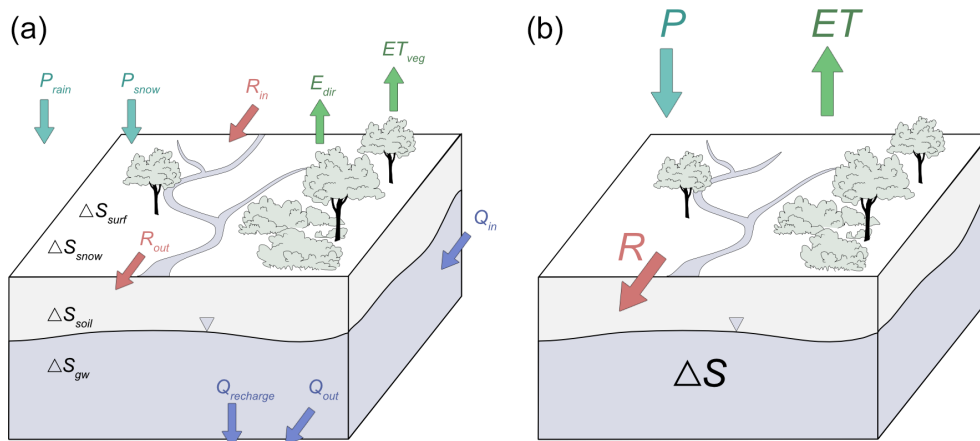 (a)
P_rain
P_snow
R_in
E_dir
ET_veg
△S_surf
△S_snow
R_out
Q_in
△S_soil
△S_gw
Q_recharge
Q_out
(b)
P
ET
R
△S